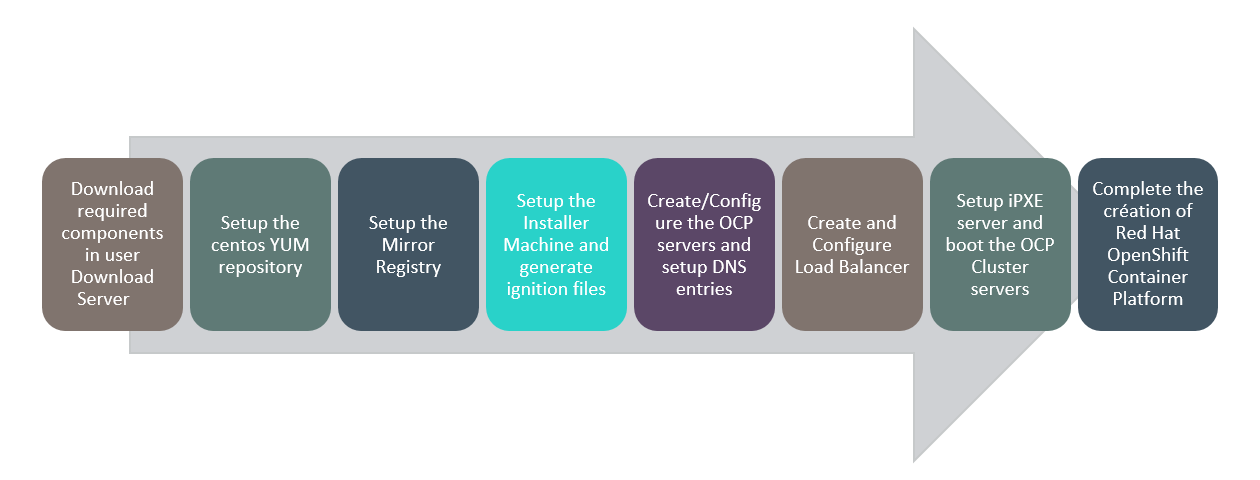 Download
required
components
in user
Download
Server
Setup the
centos YUM
repository
Setup the
Mirror
Registry
Setup the
Installer
Machine and
generate
ignition files
Create/Config
ure the OCP
servers and
setup DNS
entries
Create and
Configure
Load Balancer
Setup iPXE
server and
boot the OCP
Cluster
servers
Complete the
création of
Red Hat
OpenShift
Container
Platform